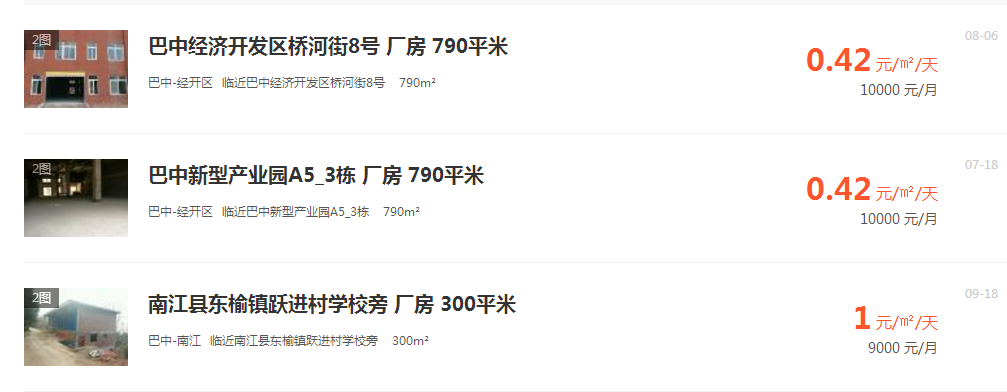 2图
巴中经济开发区桥河街8号 厂房 790平米
08-06
0.42 元/㎡/天
巴中-经开区 临近巴中经济开发区桥河街8号 790m²
10000 元/月
2图
巴中新型产业园A5_3栋 厂房 790平米
07-18
0.42 元/㎡/天
巴中-经开区 临近巴中新型产业园A5_3栋 790m²
10000 元/月
2图
南江县东榆镇跃进村学校旁 厂房 300平米
09-18
1 元/㎡/天
巴中-南江 临近南江县东榆镇跃进村学校旁 300m²
9000 元/月